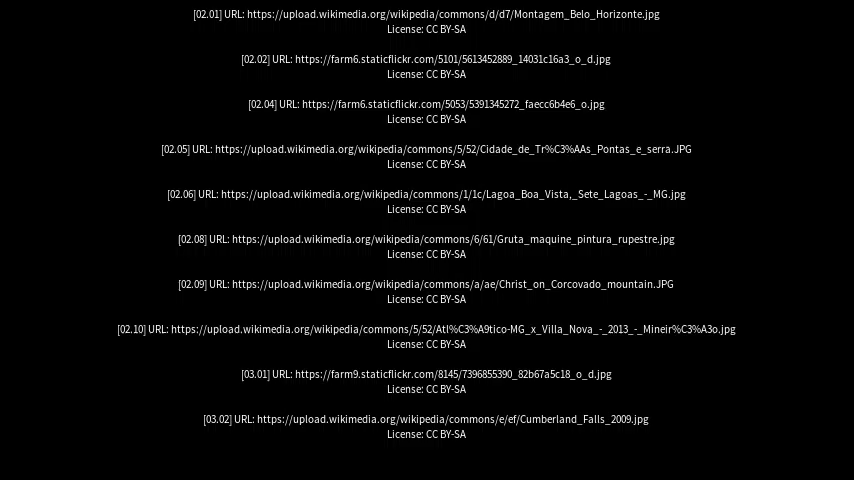 [02.01] URL: https://upload.wikimedia.org/wikipedia/commons/d/d7/Montagem_Belo_Horizonte.jpg
License: CC BY-SA
[02.02] URL: https://farm6.staticflickr.com/5101/5613452889_14031c16a3_o_d.jpg
License: CC BY-SA
[02.04] URL: https://farm6.staticflickr.com/5053/5391345272_faecc6b4e6_o.jpg
License: CC BY-SA
[02.05] URL: https://upload.wikimedia.org/wikipedia/commons/5/52/Cidade_de_Tr%C3%AAs_Pontas_e_serra.JPG
License: CC BY-SA
[02.06] URL: https://upload.wikimedia.org/wikipedia/commons/1/1c/Lagoa_Boa_Vista,_Sete_Lagoas_-_MG.jpg
License: CC BY-SA
[02.08] URL: https://upload.wikimedia.org/wikipedia/commons/6/61/Gruta_maquine_pintura_rupestre.jpg
License: CC BY-SA
[02.09] URL: https://upload.wikimedia.org/wikipedia/commons/a/ae/Christ_on_Corcovado_mountain.JPG
License: CC BY-SA
[02.10] URL: https://upload.wikimedia.org/wikipedia/commons/5/52/Atl%C3%A9tico-MG_x_Villa_Nova_-_2013_-_Mineir%C3%A3o.jpg
License: CC BY-SA
[03.01] URL: https://farm9.staticflickr.com/8145/7396855390_82b67a5c18_o_d.jpg
License: CC BY-SA
[03.02] URL: https://upload.wikimedia.org/wikipedia/commons/e/ef/Cumberland_Falls_2009.jpg
License: CC BY-SA